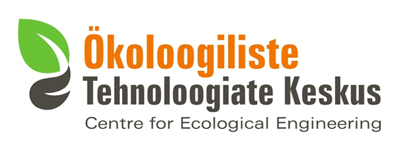 Ökoloogiliste
Tehnoloogiate Keskus
Centre for Ecological Engineering